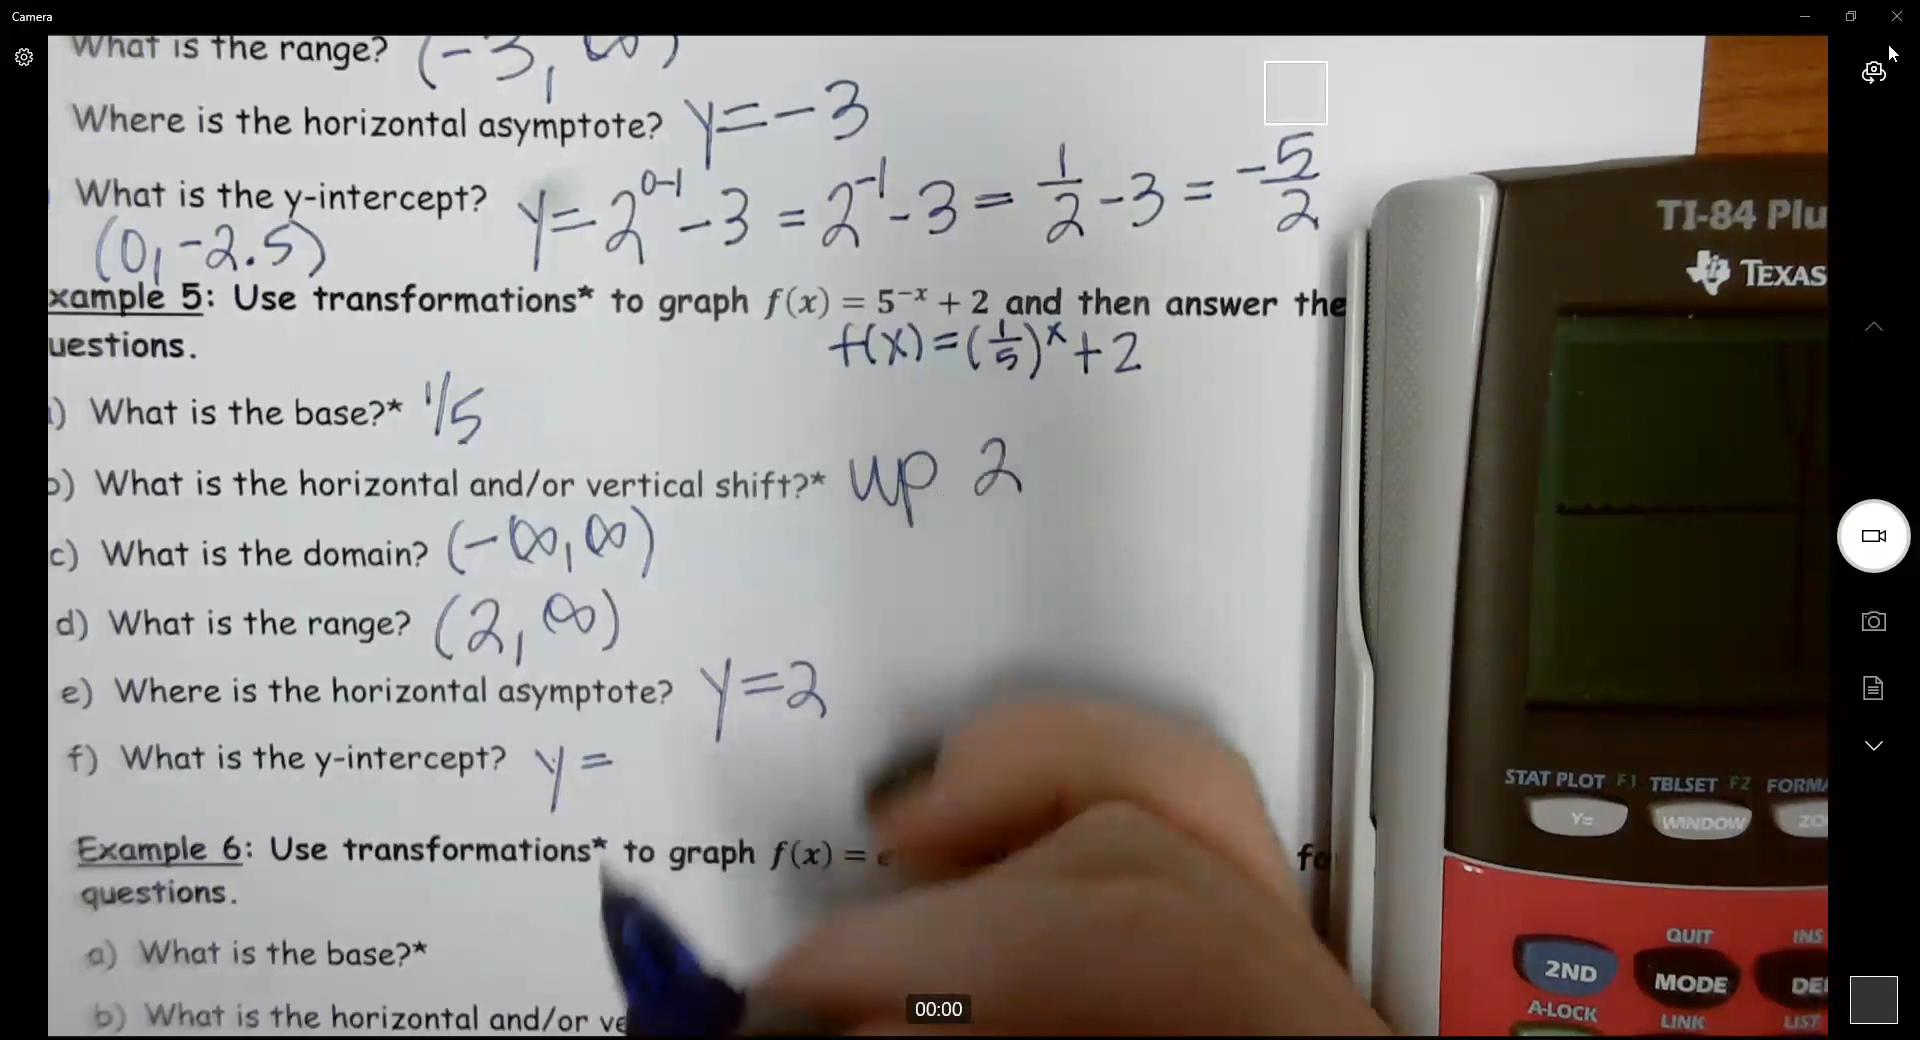 Camera
What is the range? (-3, ∞)
Where is the horizontal asymptote? y=-3
What is the y-intercept? y=2^{0-1}-3=2^{-1}-3=1/2-3=-5/2
(0,-2.5)
xample 5: Use transformations* to graph f(x) = 5^{-x} + 2 and then answer the
uestions. f(x)=(1/5)^x+2
) What is the base?* 1/5
b) What is the horizontal and/or vertical shift?* up 2
c) What is the domain? (-∞,∞)
d) What is the range? (2,∞)
e) Where is the horizontal asymptote? y=2
f) What is the y-intercept? y=
Example 6: Use transformations* to graph f(x) =
questions.
a) What is the base?*
b) What is the horizontal and/or ve
00:00
TI-84 Plu
TEXAS
STAT PLOT F1 TBLSET F2 FORMA
Y= WINDOW ZO
QUIT INS
2ND MODE DE
A-LOCK LINK LIST